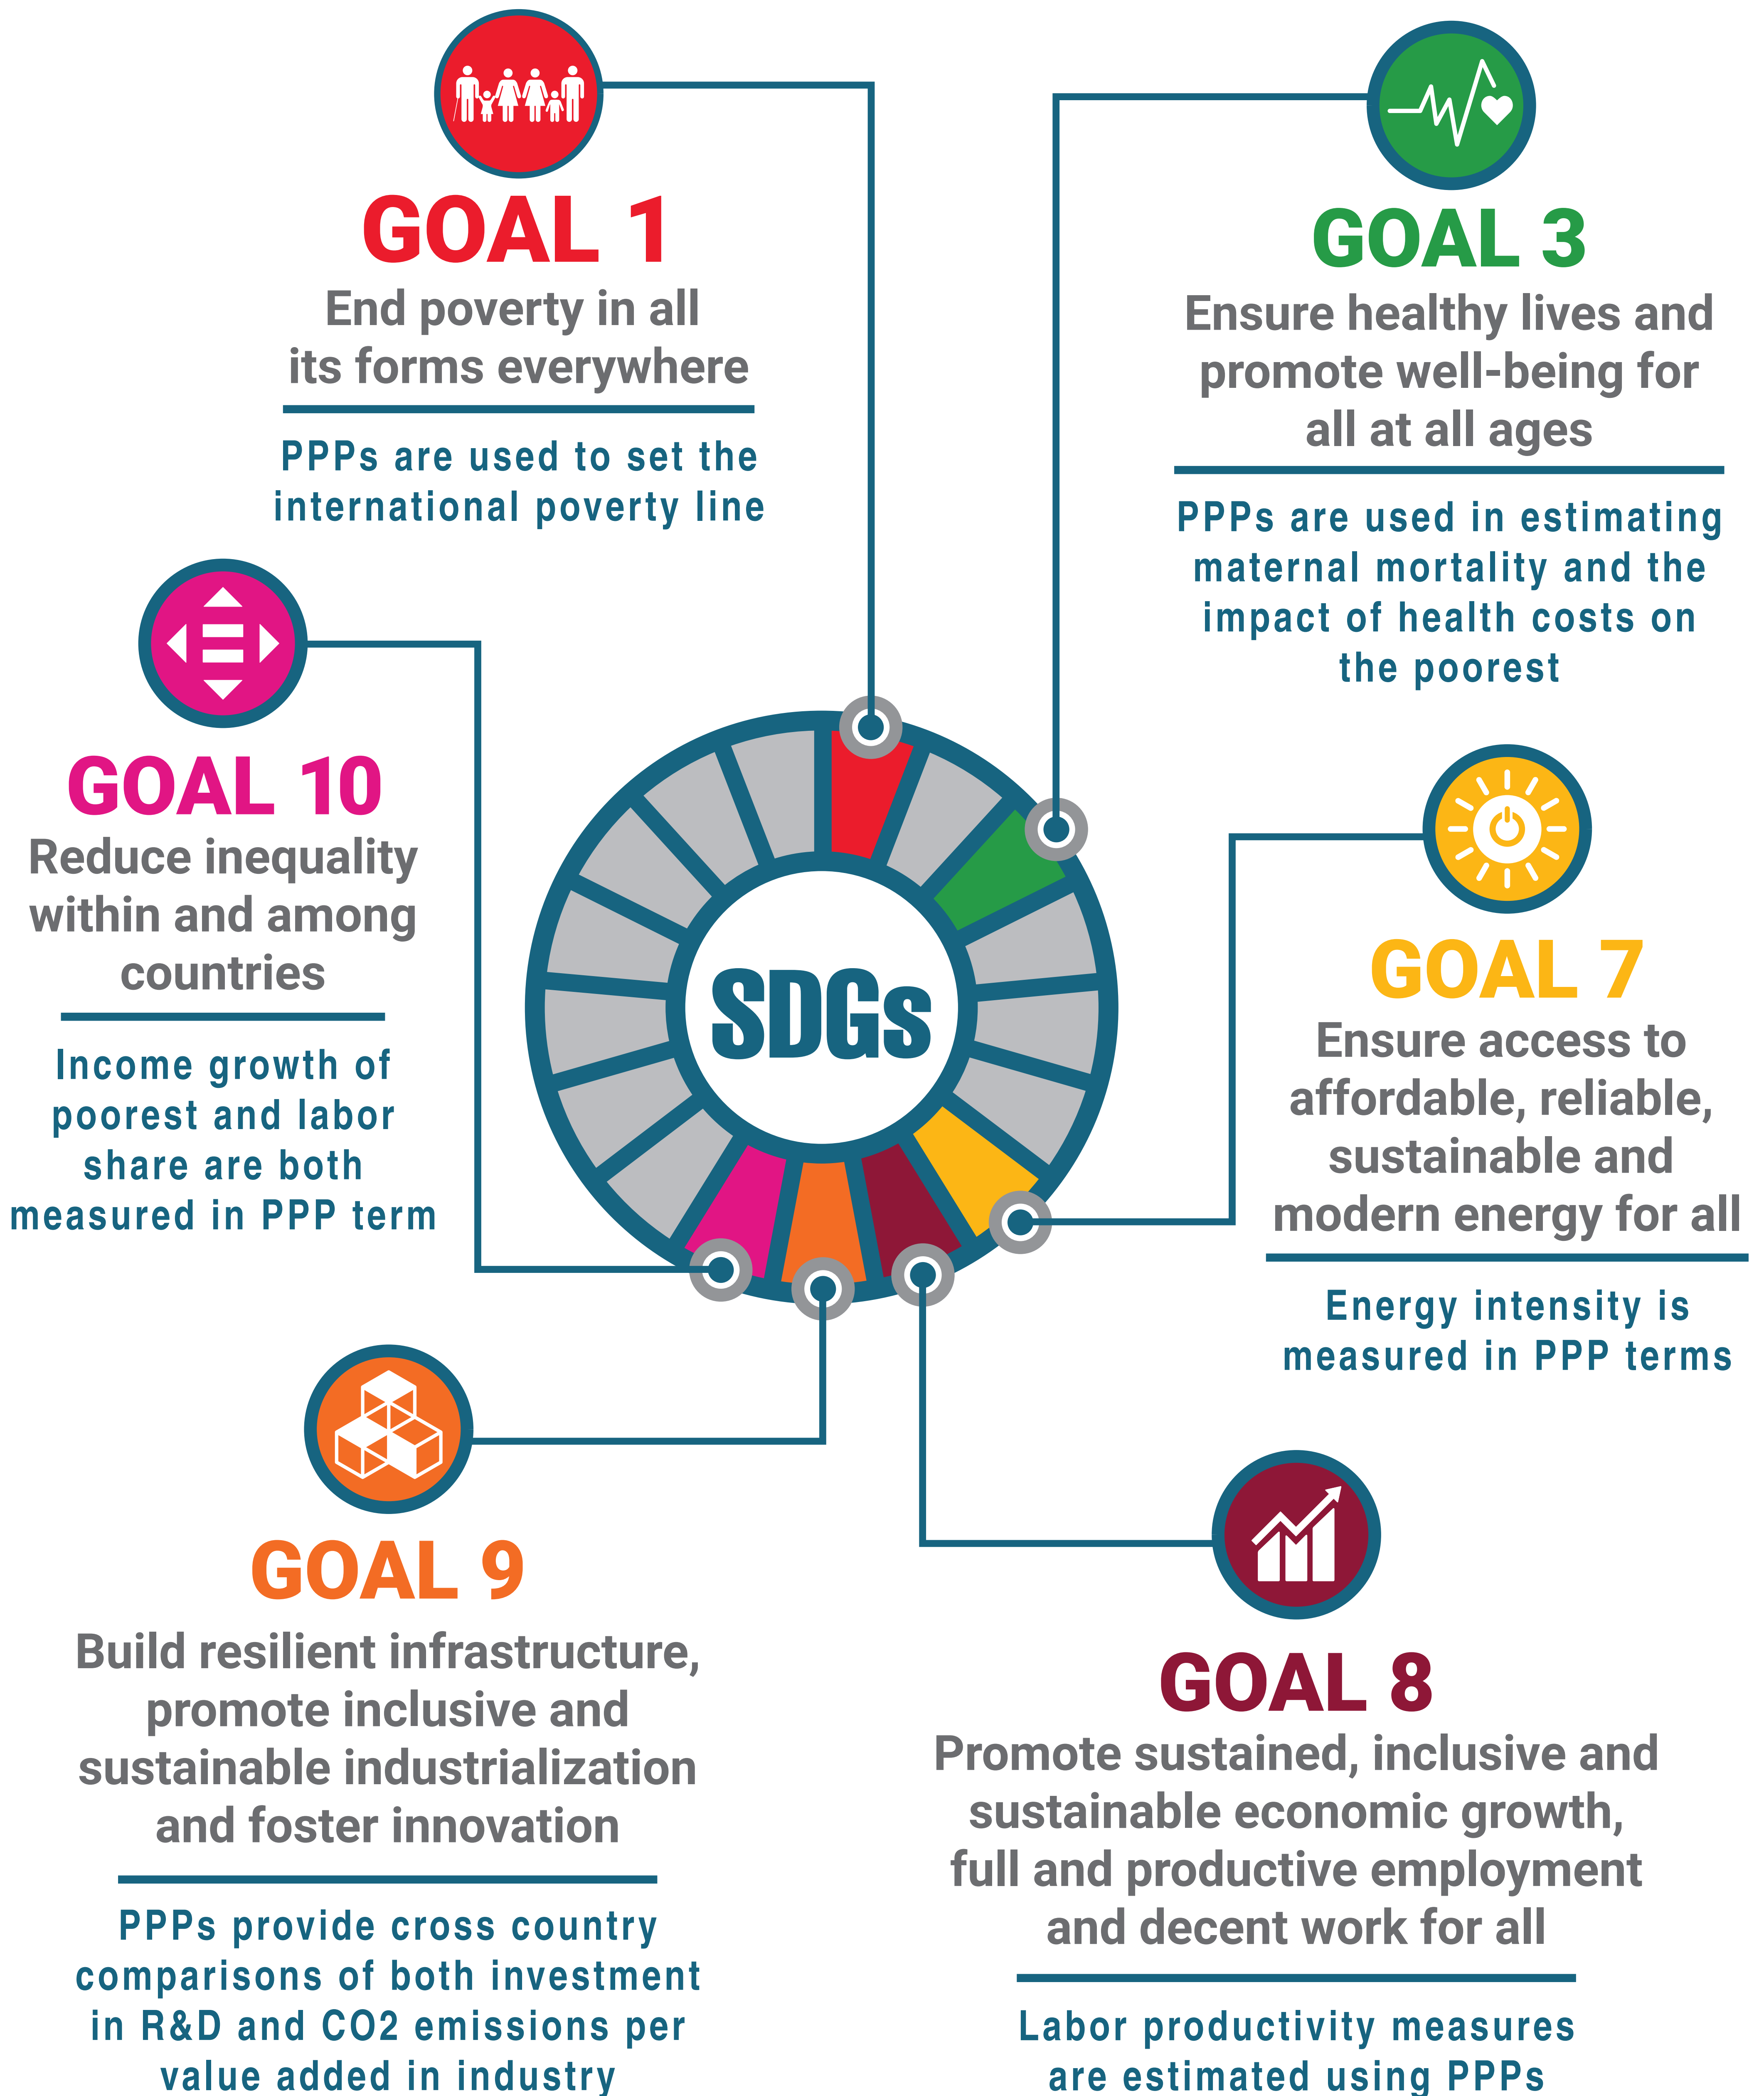 GOAL 1
End poverty in all
its forms everywhere
PPPs are used to set the
international poverty line
GOAL 3
Ensure healthy lives and
promote well-being for
all at all ages
PPPs are used in estimating
maternal mortality and the
impact of health costs on
the poorest
GOAL 10
Reduce inequality
within and among
countries
Income growth of
poorest and labor
share are both
measured in PPP term
SDGs
GOAL 7
Ensure access to
affordable, reliable,
sustainable and
modern energy for all
Energy intensity is
measured in PPP terms
GOAL 9
Build resilient infrastructure,
promote inclusive and
sustainable industrialization
and foster innovation
PPPs provide cross country
comparisons of both investment
in R&D and CO2 emissions per
value added in industry
GOAL 8
Promote sustained, inclusive and
sustainable economic growth,
full and productive employment
and decent work for all
Labor productivity measures
are estimated using PPPs